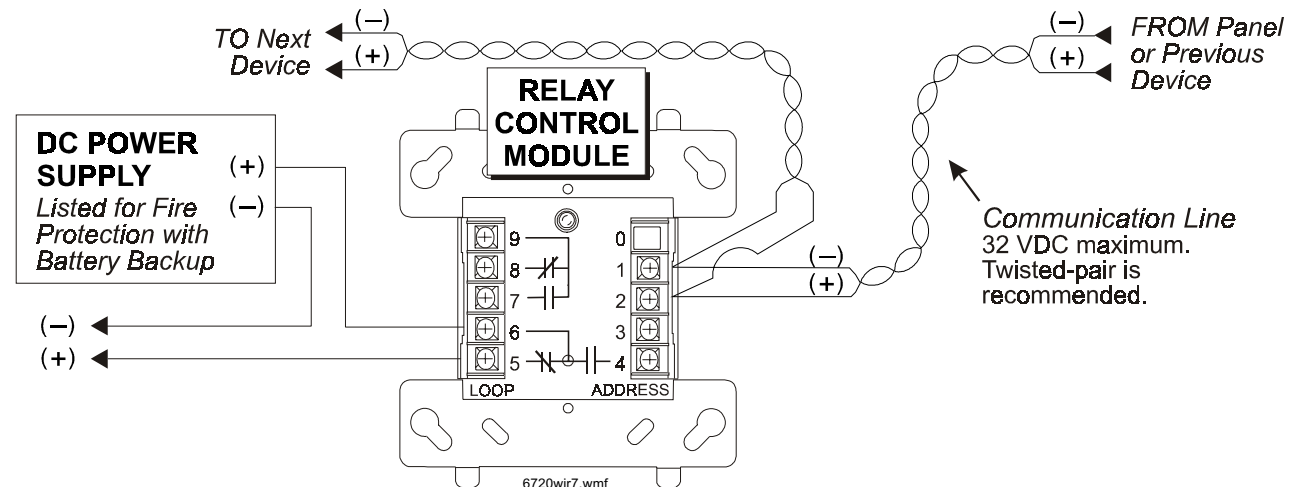 (–)
TO Next
Device
(+)
RELAY
CONTROL
MODULE
(–)
(+)
FROM Panel
or Previous
Device
DC POWER
SUPPLY
(+)
(–)
Listed for Fire
Protection with
Battery Backup
(–)
(+)
9
8
7
6
5
0
1
2
3
4
LOOP
ADDRESS
(–)
(+)
Communication Line
32 VDC maximum.
Twisted-pair is
recommended.
6720wir7.wmf